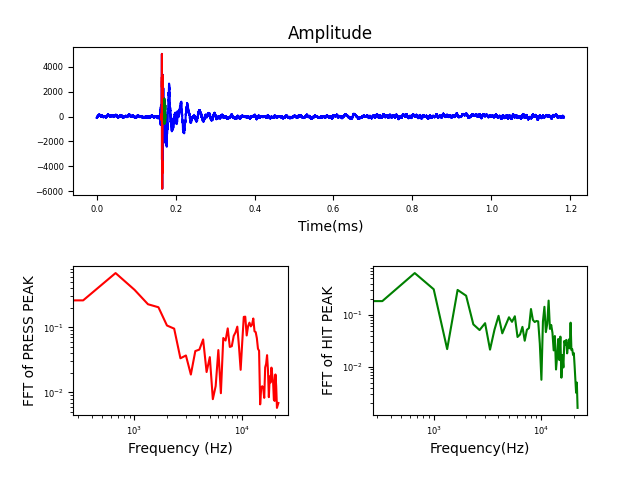 Amplitude
4000
2000
0
−2000
−4000
−6000
0.0 0.2 0.4 0.6 0.8 1.0 1.2
Time(ms)
FFT of PRESS PEAK
10⁻¹
10⁻²
10³ 10⁴
Frequency (Hz)
FFT of HIT PEAK
10⁻¹
10⁻²
10³ 10⁴
Frequency(Hz)